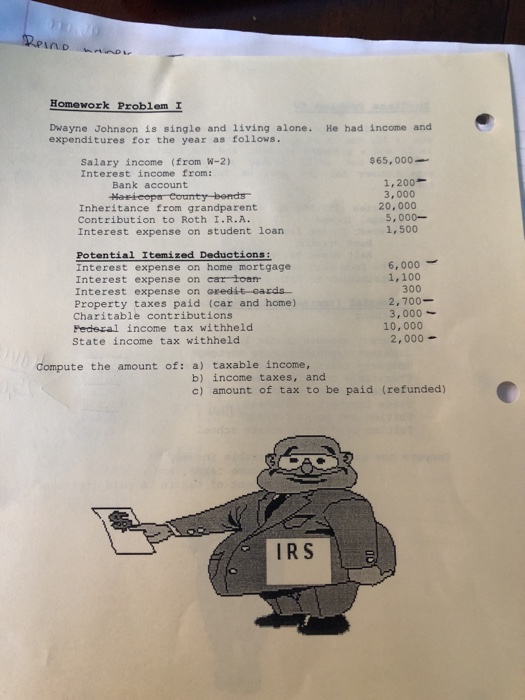 Homework Problem I
Dwayne Johnson is single and living alone. He had income and
expenditures for the year as follows.
Salary income (from W-2) $65,000
Interest income from:
Bank account 1,200
Maricopa County bonds 3,000
Inheritance from grandparent 20,000
Contribution to Roth I.R.A. 5,000
Interest expense on student loan 1,500
Potential Itemized Deductions:
Interest expense on home mortgage 6,000
Interest expense on car loan 1,100
Interest expense on credit cards 300
Property taxes paid (car and home) 2,700
Charitable contributions 3,000
Federal income tax withheld 10,000
State income tax withheld 2,000
Compute the amount of: a) taxable income,
b) income taxes, and
c) amount of tax to be paid (refunded)
IRS